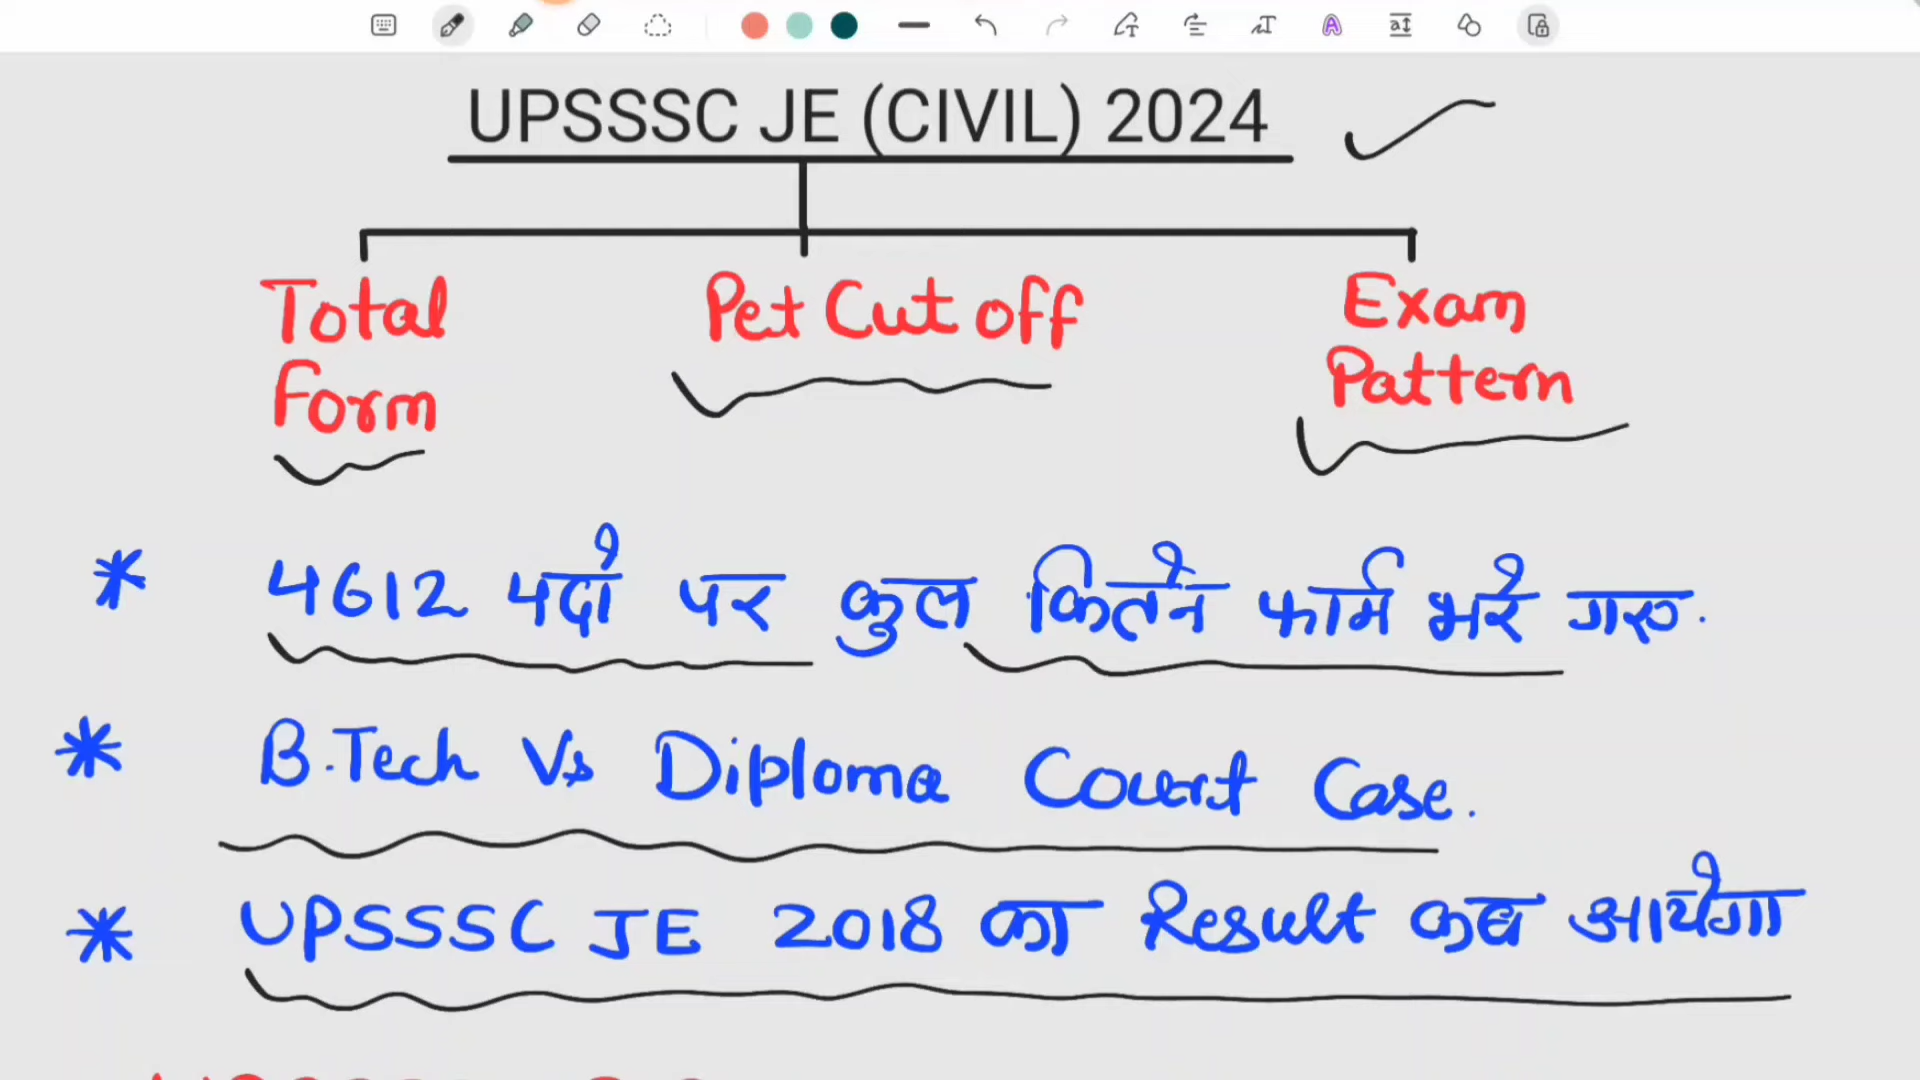 UPSSSC JE (CIVIL) 2024
Total Form
Pet Cut off
Exam Pattern
* 4612 पदों पर कुल कितने फार्म भरे गए.
* B.Tech Vs Diploma Court Case.
* UPSSSC JE 2018 का Result कब आयेगा